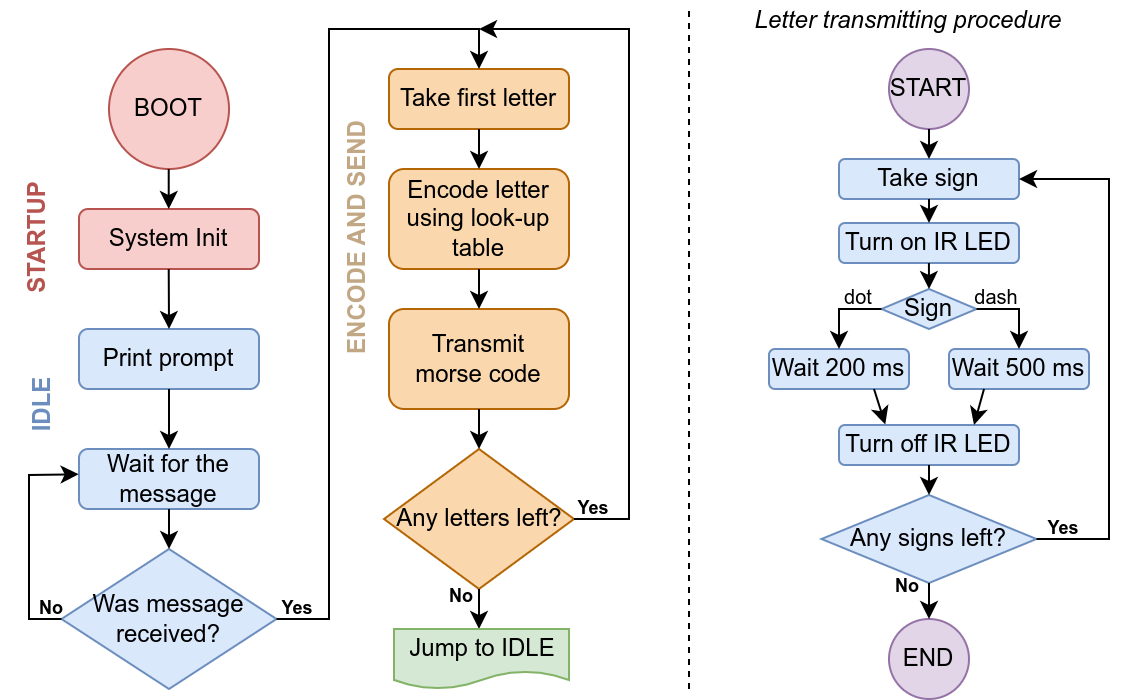 STARTUP
IDLE
BOOT
System Init
Print prompt
Wait for the
message
Was message
received?
No
Yes
ENCODE AND SEND
Take first letter
Encode letter
using look-up
table
Transmit
morse code
Any letters left?
Yes
No
Jump to IDLE
Letter transmitting procedure
START
Take sign
Turn on IR LED
dot
Sign
dash
Wait 200 ms
Wait 500 ms
Turn off IR LED
Any signs left?
Yes
No
END